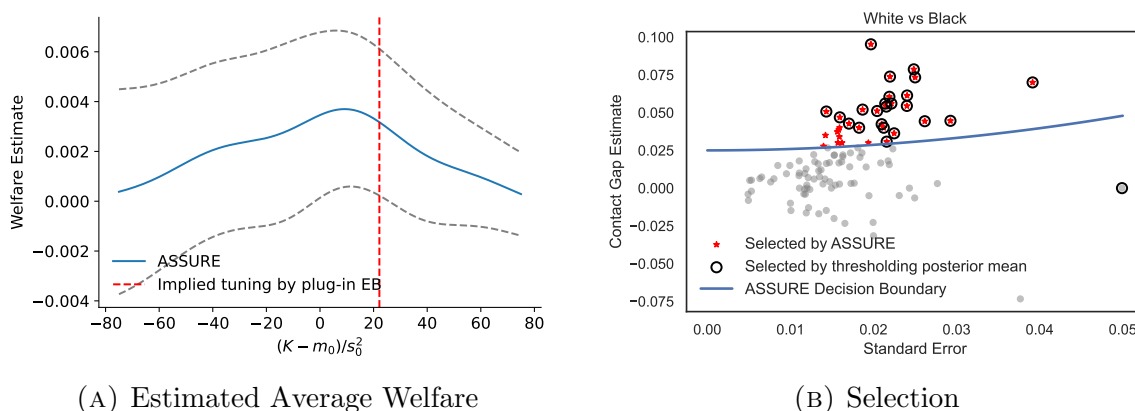 Welfare Estimate
0.006
0.004
0.002
0.000
−0.002
−0.004
ASSURE
Implied tuning by plug-in EB
−80 −60 −40 −20 0 20 40 60 80
(K − m₀)/s₀²
(A) Estimated Average Welfare
White vs Black
Contact Gap Estimate
0.100
0.075
0.050
0.025
0.000
−0.025
−0.050
−0.075
Selected by ASSURE
Selected by thresholding posterior mean
ASSURE Decision Boundary
0.00 0.01 0.02 0.03 0.04 0.05
Standard Error
(B) Selection